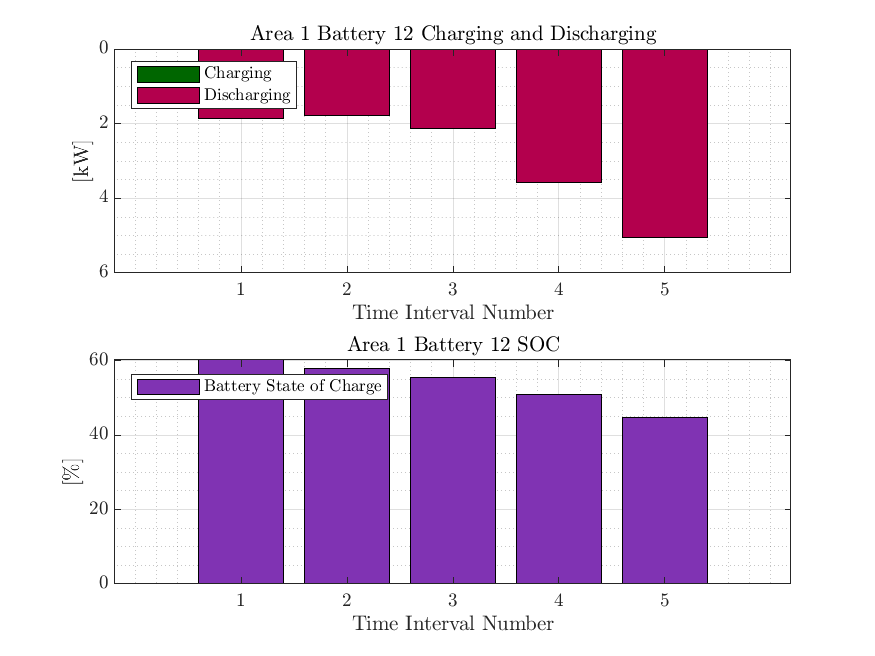 Area 1 Battery 12 Charging and Discharging
0
2
4
6
[kW]
Charging
Discharging
1 2 3 4 5
Time Interval Number
Area 1 Battery 12 SOC
60
40
20
0
[%]
Battery State of Charge
1 2 3 4 5
Time Interval Number